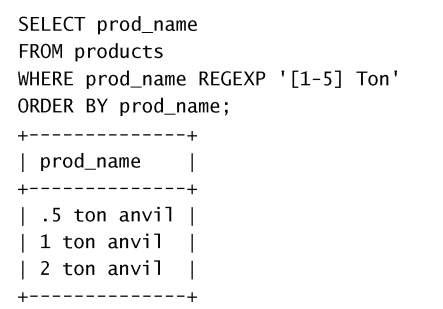 SELECT prod_name
FROM products
WHERE prod_name REGEXP '[1-5] Ton'
ORDER BY prod_name;
+--------------+
| prod_name    |
+--------------+
| .5 ton anvil |
| 1 ton anvil  |
| 2 ton anvil  |
+--------------+